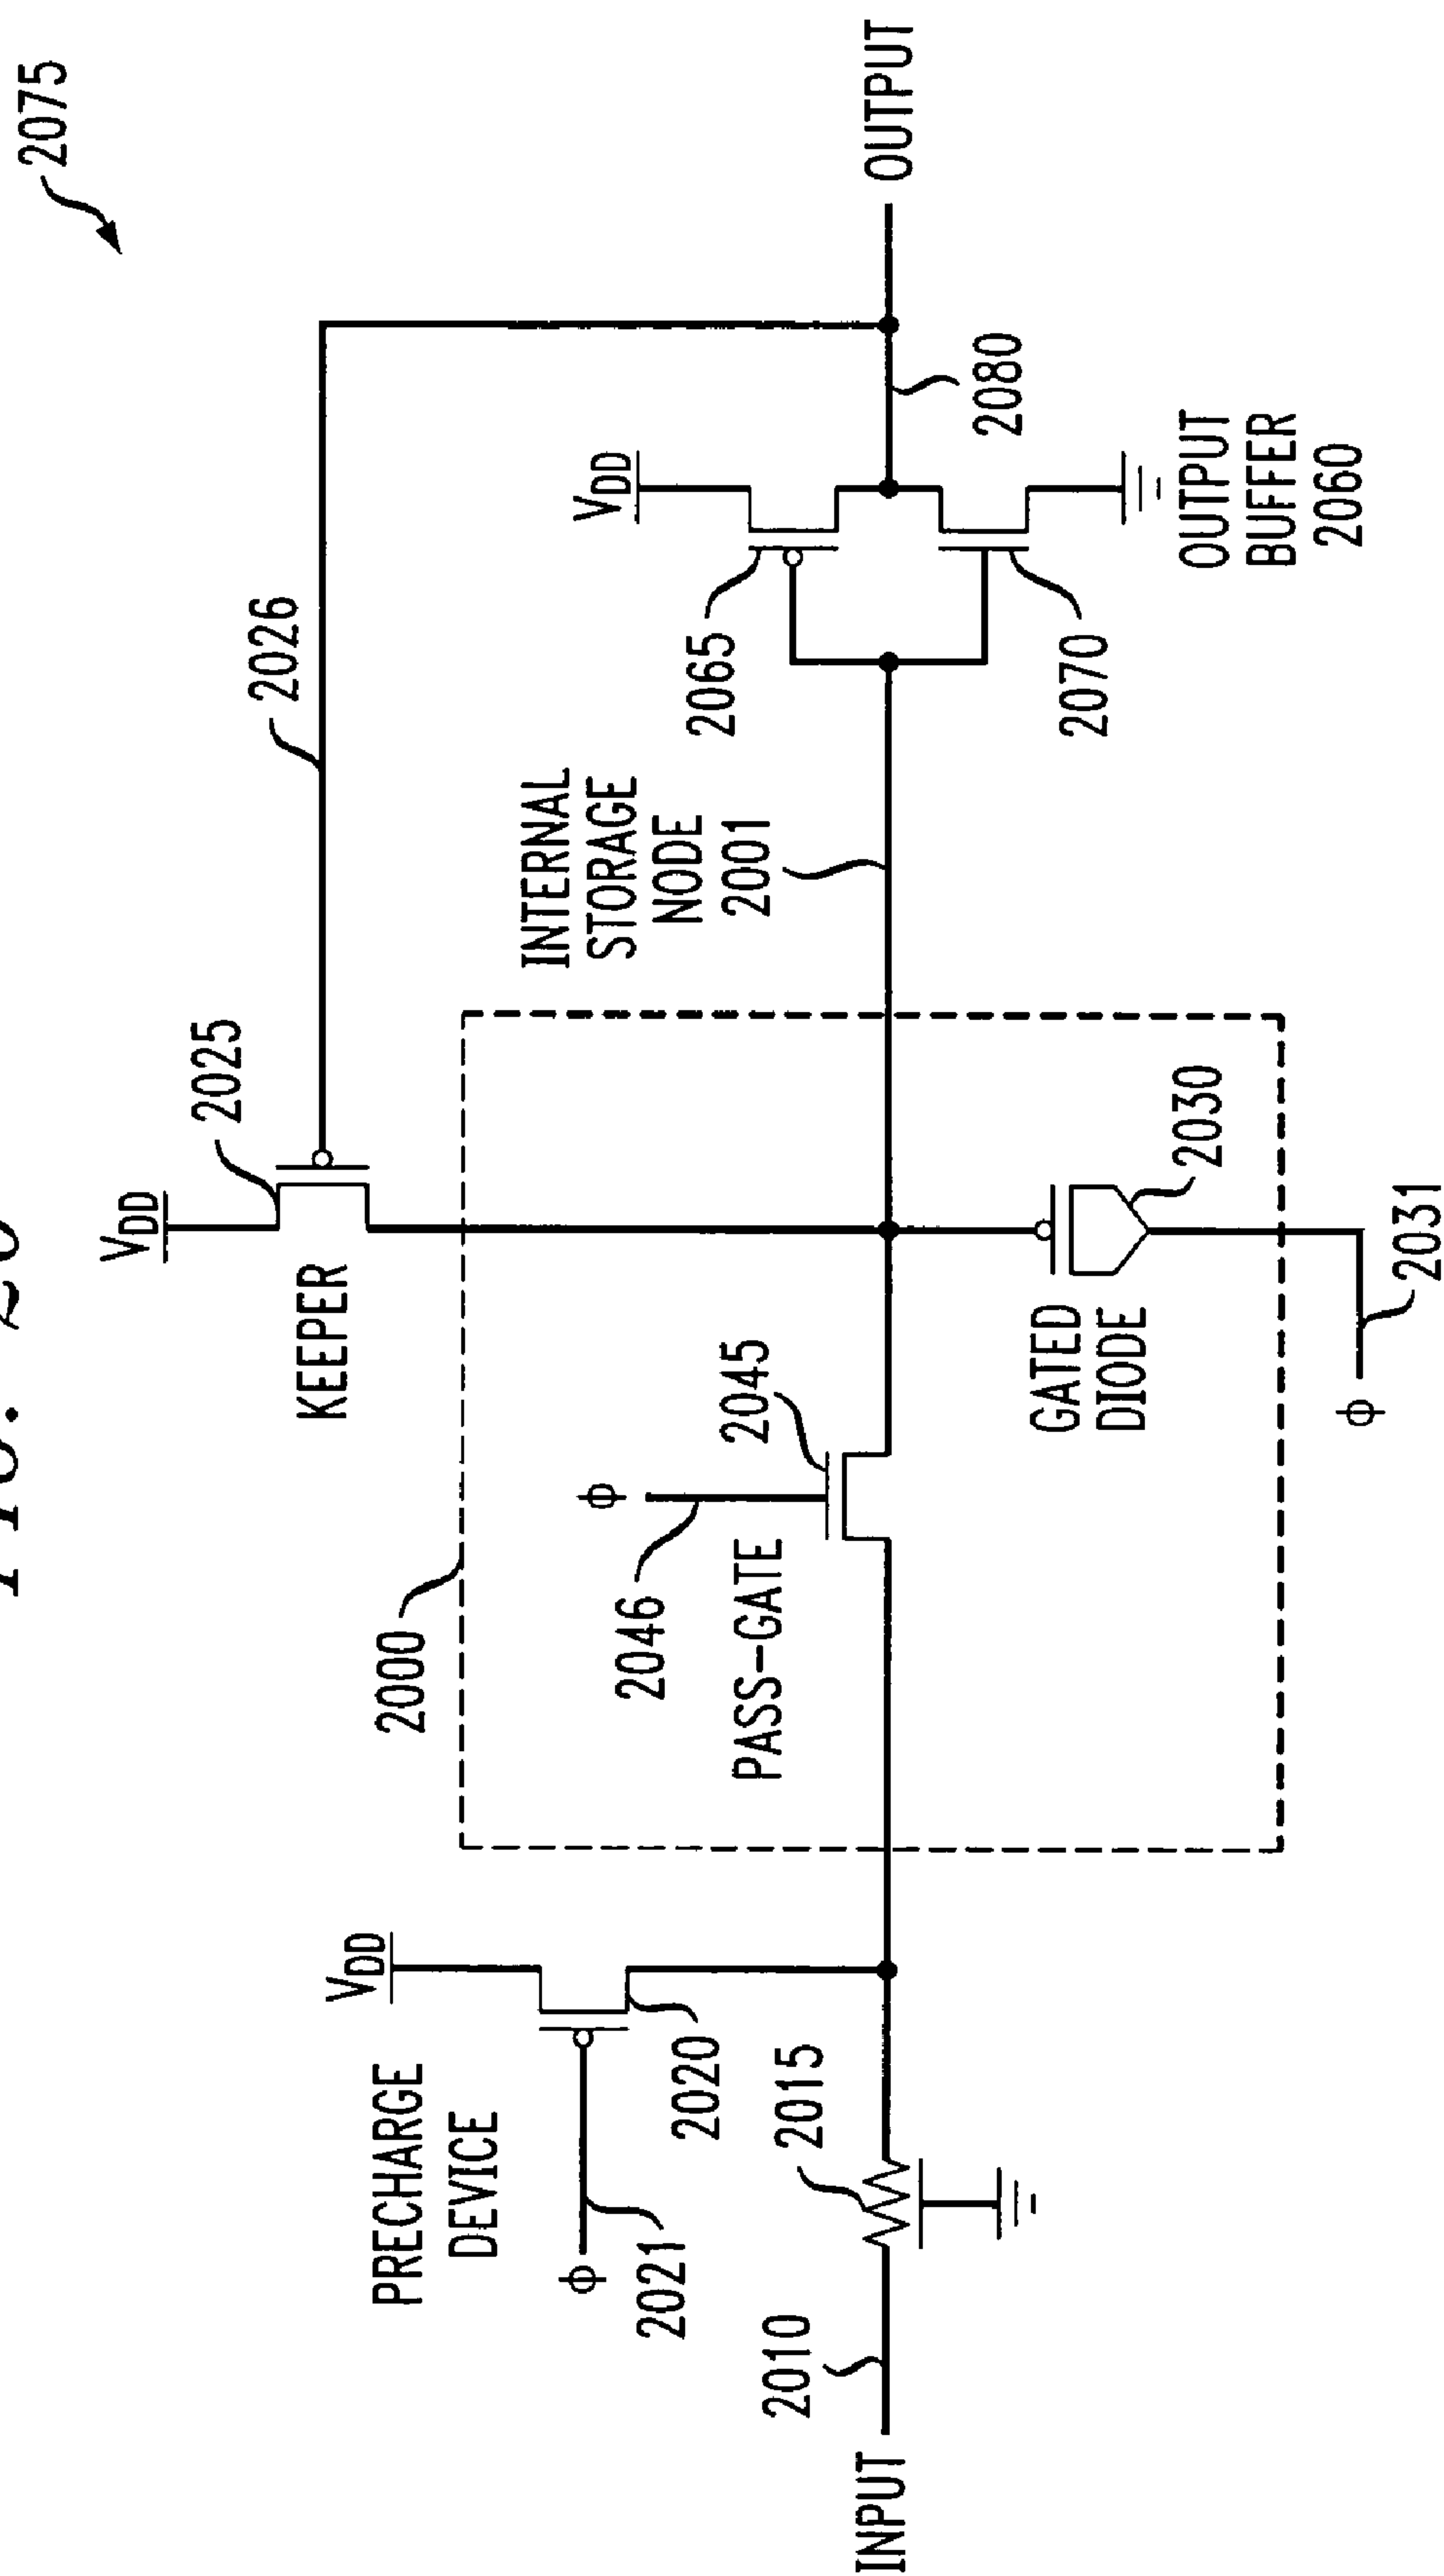 2075
VDD
2025
KEEPER
2026
2000
PRECHARGE
DEVICE
VDD
ϕ
2021
2020
ϕ
2046
2045
PASS-GATE
INTERNAL
STORAGE
NODE
2001
VDD
2065
2070
2080
OUTPUT
INPUT
2010
2015
GATED
DIODE
2030
ϕ
2031
OUTPUT
BUFFER
2060